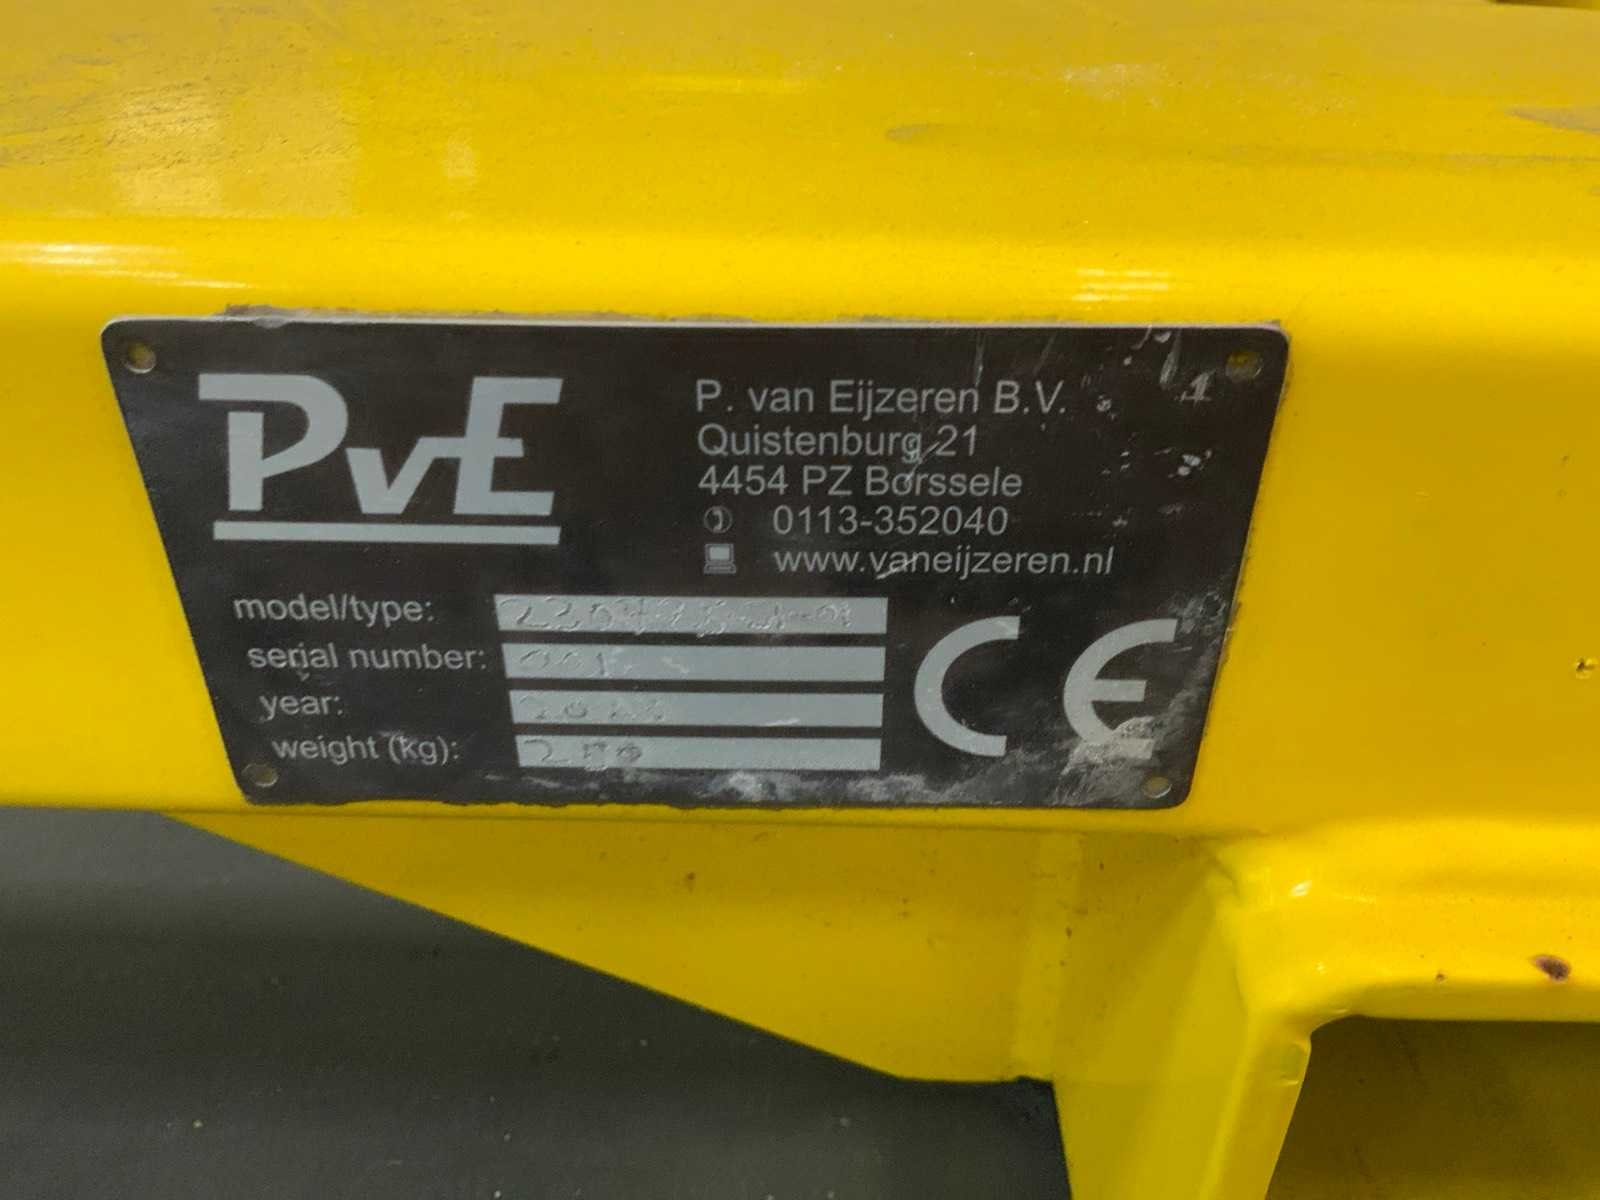 PvE
P. van Eijzeren B.V.
Quistenburg 21
4454 PZ Borssele
0113-352040
www.vaneijzeren.nl
model/type:
serial number: 001
year:
weight (kg):
CE